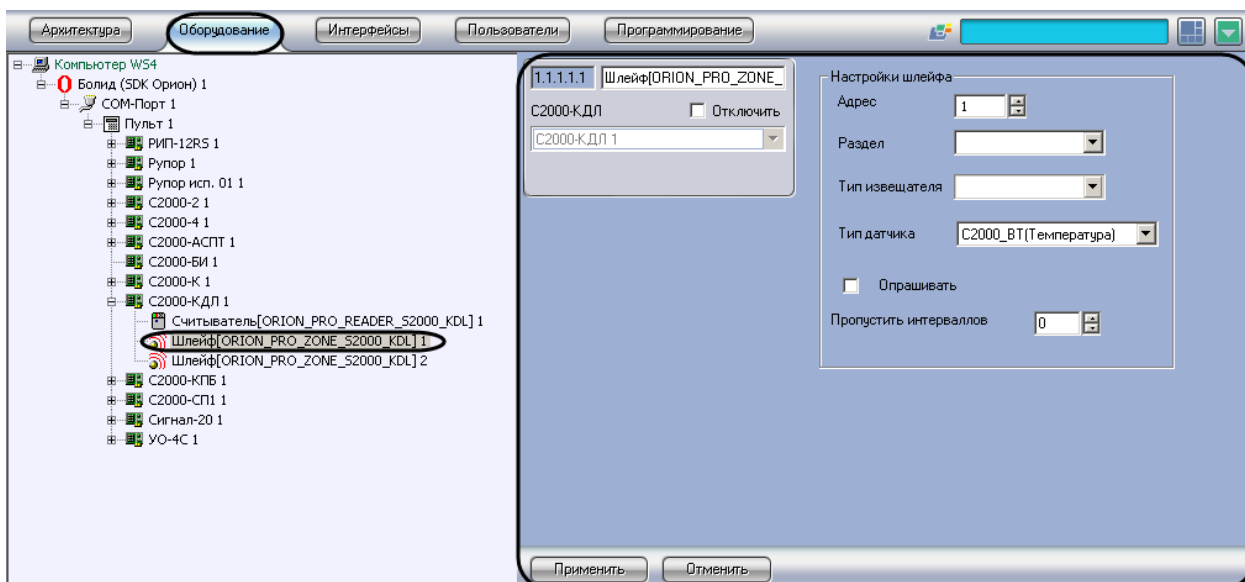 Архитектура Оборудование Интерфейсы Пользователи Программирование
Компьютер WS4
Болид (SDK Орион) 1
COM-Порт 1
Пульт 1
РИП-12RS 1
Рупор 1
Рупор исп. 01 1
С2000-2 1
С2000-4 1
С2000-АСПТ 1
С2000-БИ 1
С2000-К 1
С2000-КДЛ 1
Считыватель[ORION_PRO_READER_S2000_KDL] 1
Шлейф[ORION_PRO_ZONE_S2000_KDL] 1
Шлейф[ORION_PRO_ZONE_S2000_KDL] 2
С2000-КПБ 1
С2000-СП1 1
Сигнал-20 1
УО-4С 1
1.1.1.1.1 Шлейф[ORION_PRO_ZONE_
С2000-КДЛ Отключить
С2000-КДЛ 1
Настройки шлейфа
Адрес 1
Раздел
Тип извещателя
Тип датчика С2000_ВТ(Температура)
Опрашивать
Пропустить интерваллов 0
Применить Отменить